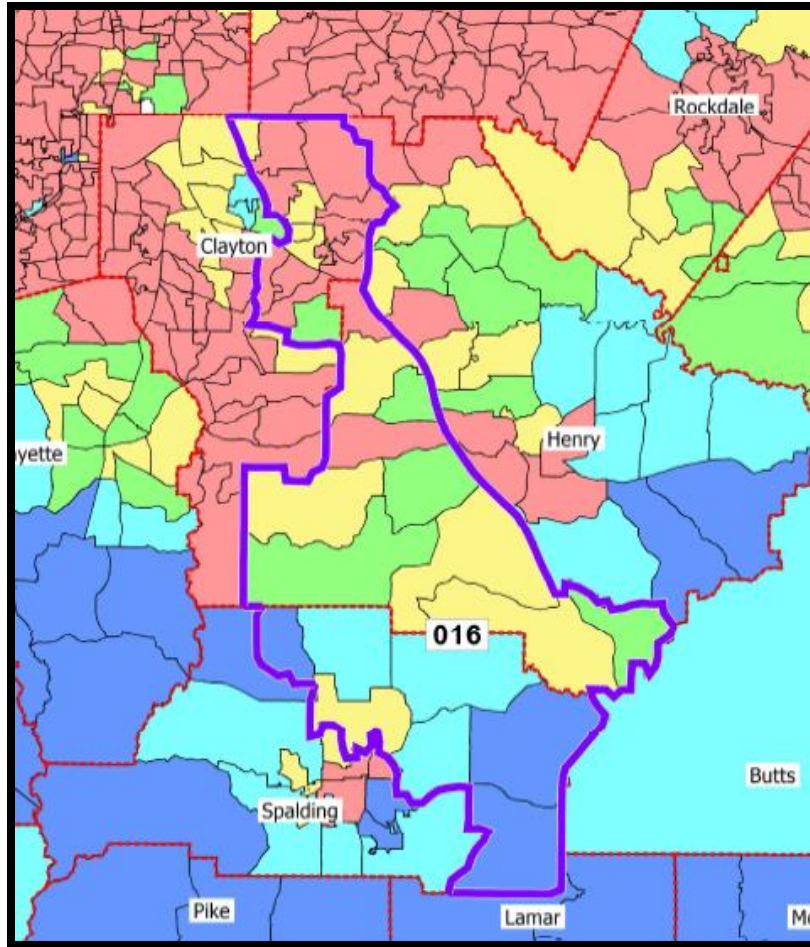 Rockdale
Clayton
Henry
yette
016
Butts
Spalding
Pike
Lamar
M